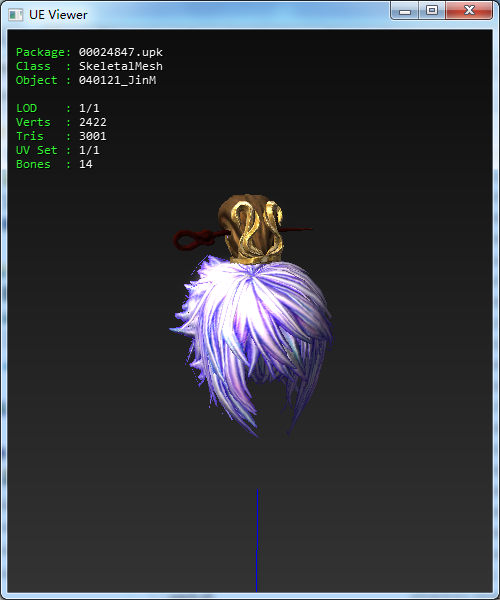 UE Viewer
Package: 00024847.upk
Class : SkeletalMesh
Object : 040121_JinM
LOD : 1/1
Verts : 2422
Tris : 3001
UV Set : 1/1
Bones : 14